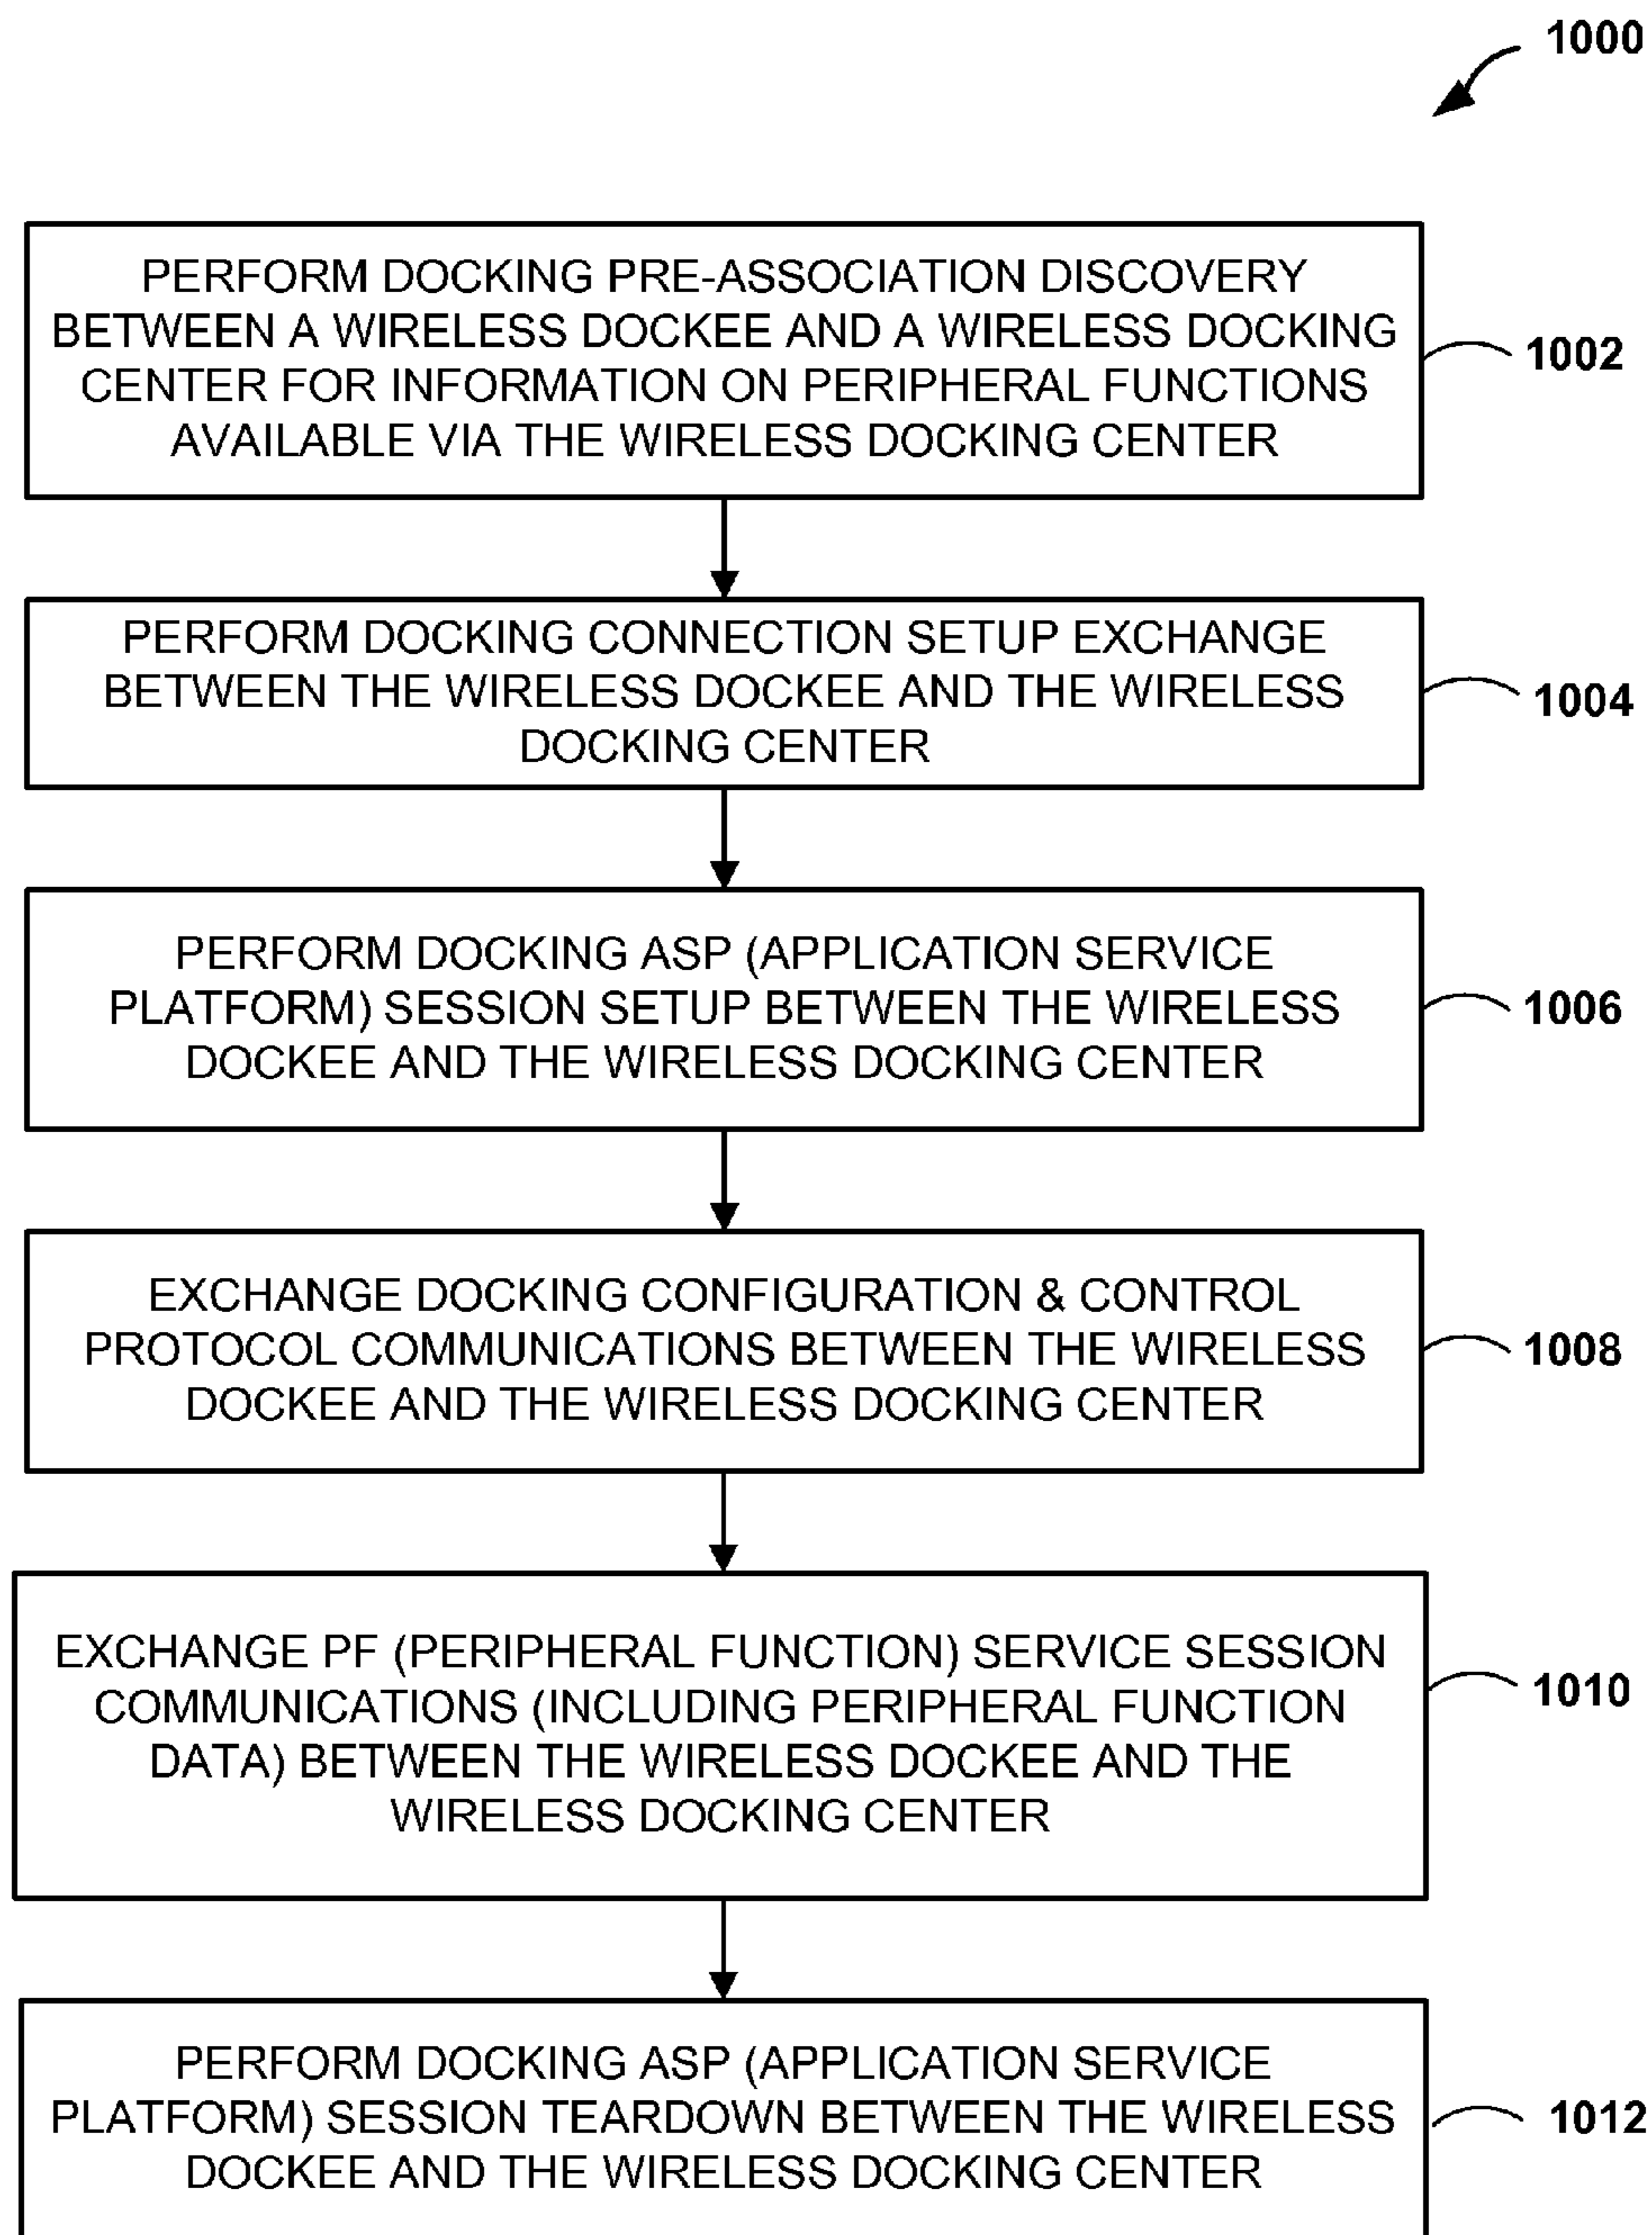 1000
PERFORM DOCKING PRE-ASSOCIATION DISCOVERY
BETWEEN A WIRELESS DOCKEE AND A WIRELESS DOCKING
CENTER FOR INFORMATION ON PERIPHERAL FUNCTIONS
AVAILABLE VIA THE WIRELESS DOCKING CENTER
1002
PERFORM DOCKING CONNECTION SETUP EXCHANGE
BETWEEN THE WIRELESS DOCKEE AND THE WIRELESS
DOCKING CENTER
1004
PERFORM DOCKING ASP (APPLICATION SERVICE
PLATFORM) SESSION SETUP BETWEEN THE WIRELESS
DOCKEE AND THE WIRELESS DOCKING CENTER
1006
EXCHANGE DOCKING CONFIGURATION & CONTROL
PROTOCOL COMMUNICATIONS BETWEEN THE WIRELESS
DOCKEE AND THE WIRELESS DOCKING CENTER
1008
EXCHANGE PF (PERIPHERAL FUNCTION) SERVICE SESSION
COMMUNICATIONS (INCLUDING PERIPHERAL FUNCTION
DATA) BETWEEN THE WIRELESS DOCKEE AND THE
WIRELESS DOCKING CENTER
1010
PERFORM DOCKING ASP (APPLICATION SERVICE
PLATFORM) SESSION TEARDOWN BETWEEN THE WIRELESS
DOCKEE AND THE WIRELESS DOCKING CENTER
1012